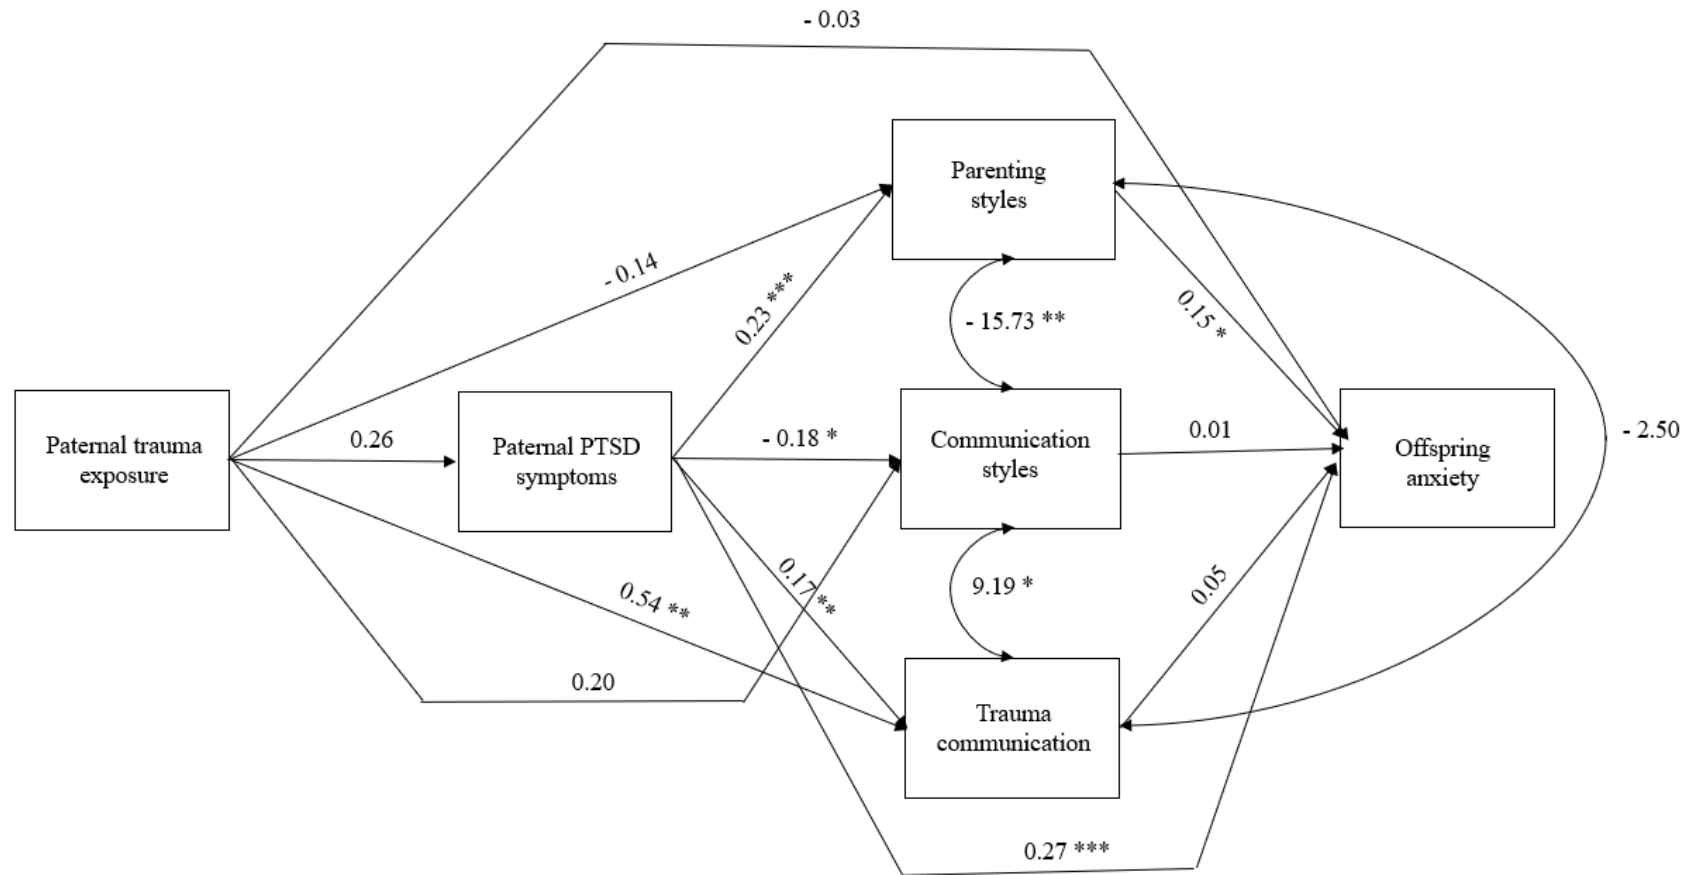 - 0.03
Parenting
styles
- 0.14
0.23 ***
- 15.73 **
0.15 *
Paternal trauma
exposure
0.26
Paternal PTSD
symptoms
- 0.18 *
Communication
styles
0.01
Offspring
anxiety
- 2.50
0.54 **
0.17 **
9.19 *
0.05
0.20
Trauma
communication
0.27 ***